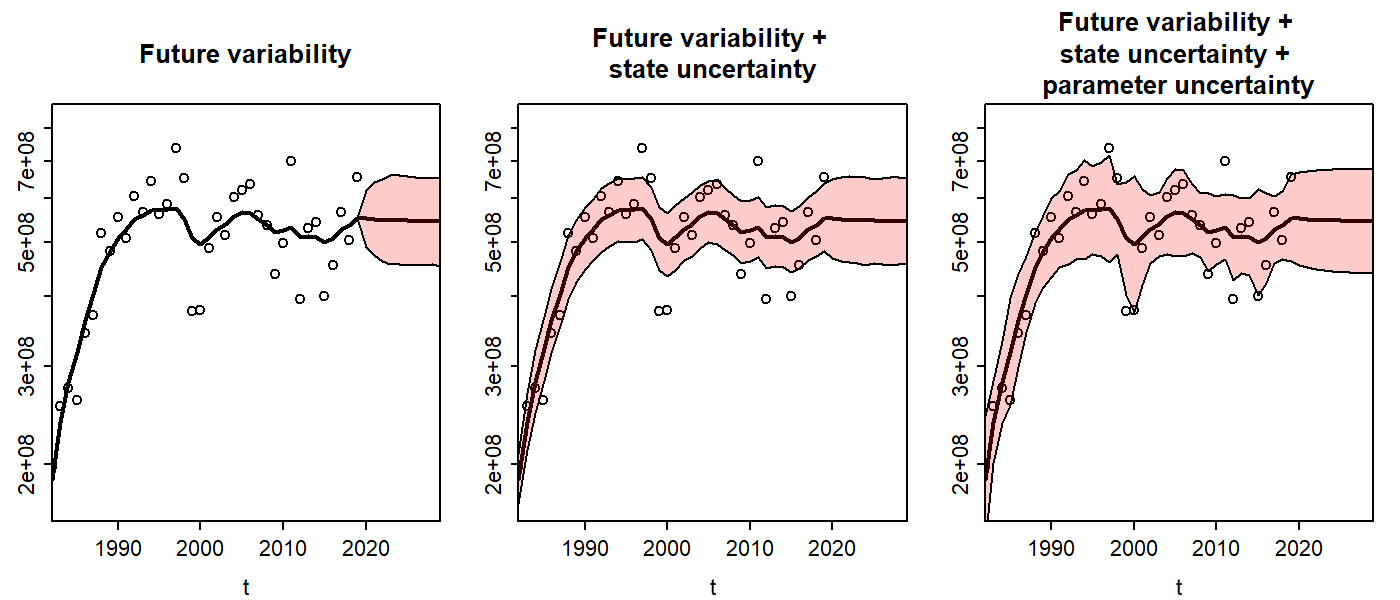 Future variability
7e+08
5e+08
3e+08
2e+08
1990 2000 2010 2020
t
Future variability +
state uncertainty
7e+08
5e+08
3e+08
2e+08
1990 2000 2010 2020
t
Future variability +
state uncertainty +
parameter uncertainty
7e+08
5e+08
3e+08
2e+08
1990 2000 2010 2020
t